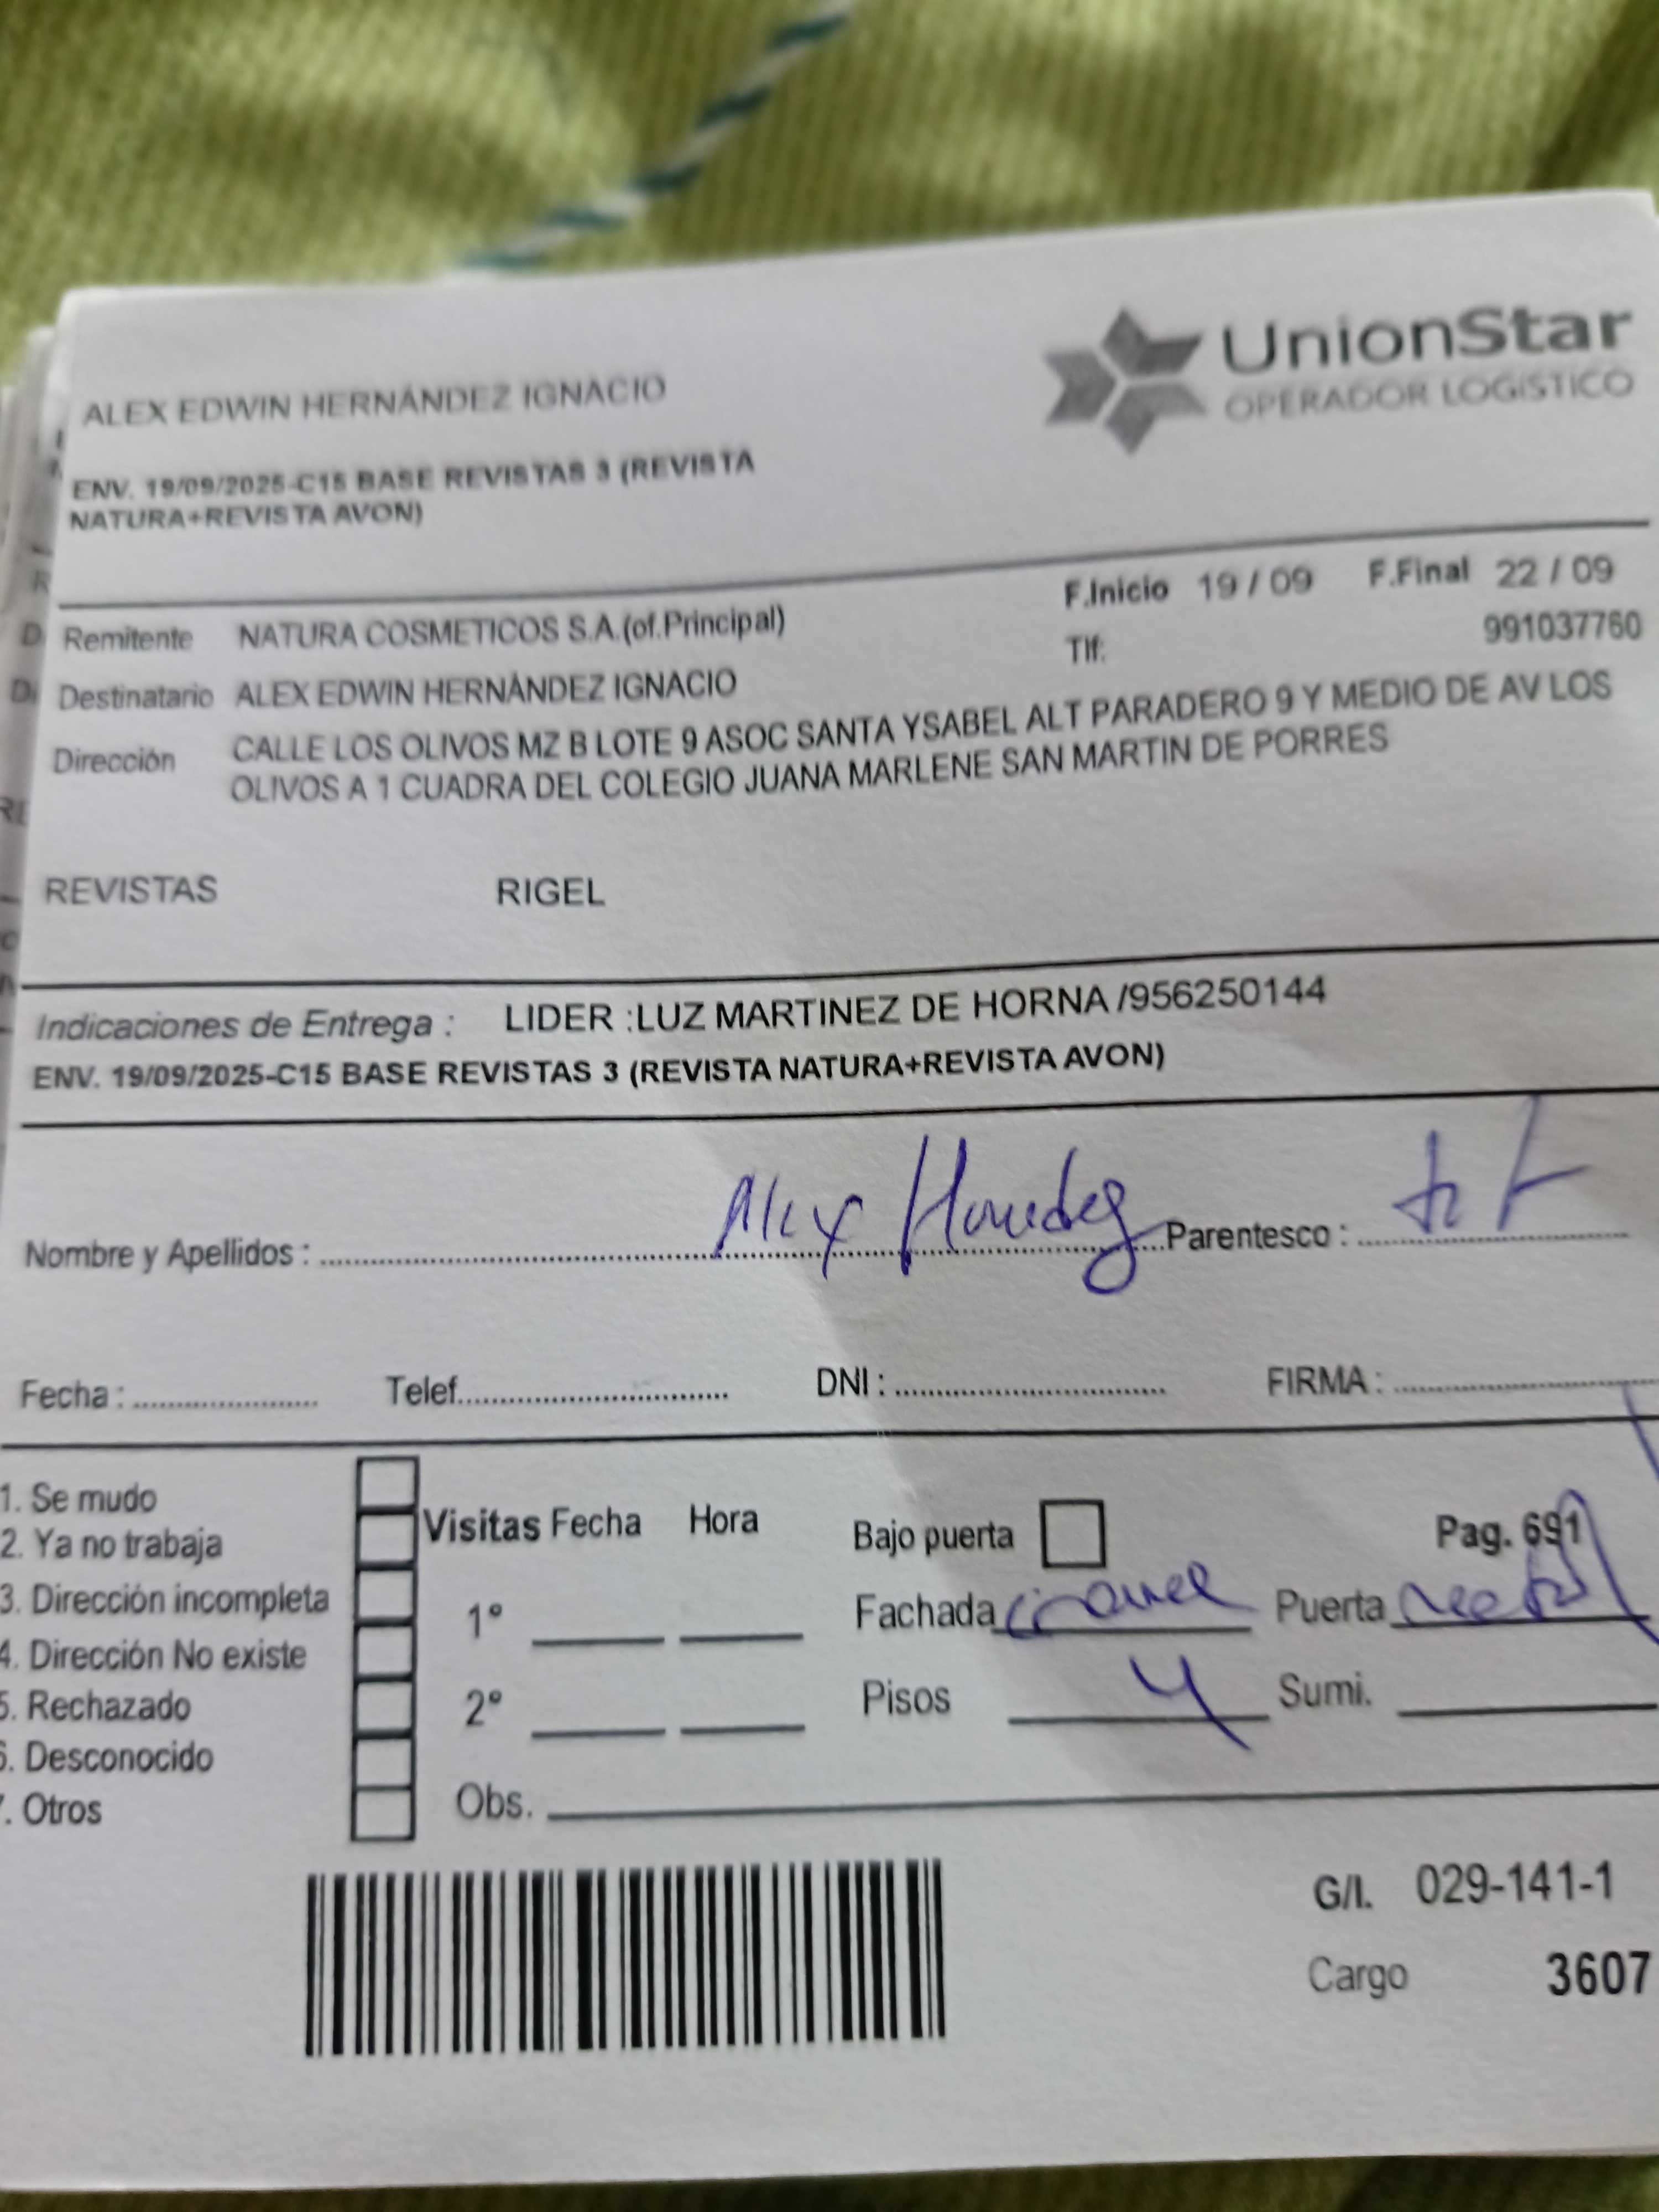 UnionStar
OPERADOR LOGÍSTICO
ALEX EDWIN HERNÁNDEZ IGNACIO
ENV. 19/09/2025-C15 BASE REVISTAS 3 (REVISTA
NATURA+REVISTA AVON)
F.Inicio 19 / 09 F.Final 22 / 09
Remitente NATURA COSMETICOS S.A.(of.Principal)
Tlf: 991037760
Destinatario ALEX EDWIN HERNÁNDEZ IGNACIO
Dirección CALLE LOS OLIVOS MZ B LOTE 9 ASOC SANTA YSABEL ALT PARADERO 9 Y MEDIO DE AV LOS
OLIVOS A 1 CUADRA DEL COLEGIO JUANA MARLENE SAN MARTIN DE PORRES
REVISTAS RIGEL
Indicaciones de Entrega : LIDER :LUZ MARTINEZ DE HORNA /956250144
ENV. 19/09/2025-C15 BASE REVISTAS 3 (REVISTA NATURA+REVISTA AVON)
Nombre y Apellidos : Alex Parentesco : tit
Fecha : Telef. DNI : FIRMA :
1. Se mudo
2. Ya no trabaja
3. Dirección incompleta
4. Dirección No existe
5. Rechazado
6. Desconocido
7. Otros
Visitas Fecha Hora
1°
2°
Obs.
Bajo puerta Pag. 691
Fachada Puerta
Pisos 4 Sumi.
G/I. 029-141-1
Cargo 3607